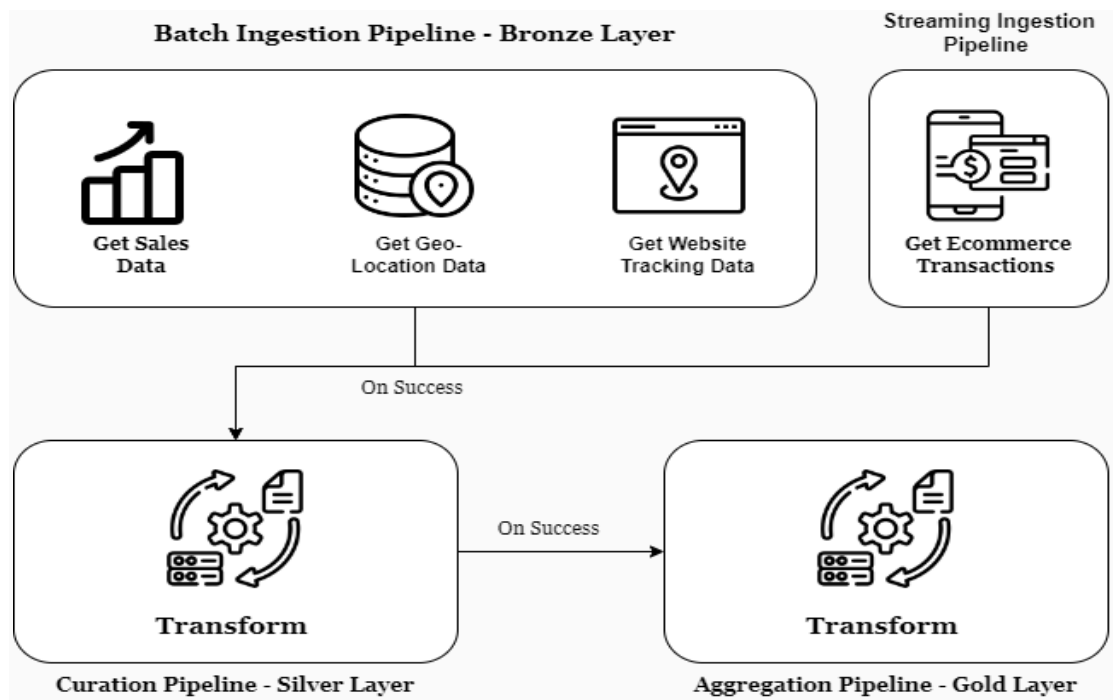 Batch Ingestion Pipeline - Bronze Layer
Streaming Ingestion
Pipeline
Get Sales
Data
Get Geo-
Location Data
Get Website
Tracking Data
$
Get Ecommerce
Transactions
On Success
Transform
Curation Pipeline - Silver Layer
On Success
Transform
Aggregation Pipeline - Gold Layer